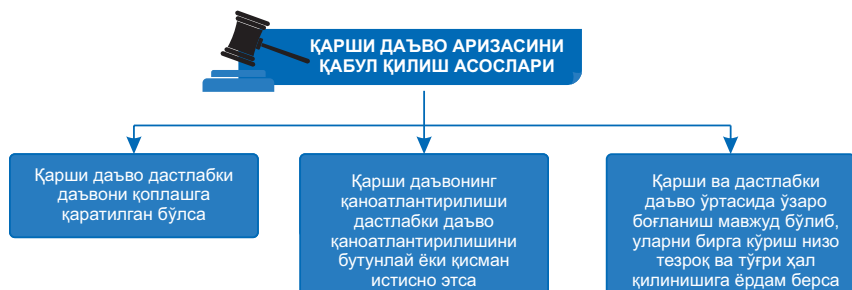 ҚАРШИ ДАЪВО АРИЗАСИНИ
ҚАБУЛ ҚИЛИШ АСОСЛАРИ
Қарши даъво дастлабки
даъвони қоплашга
қаратилган бўлса
Қарши даъвонинг
қаноатлантирилиши
дастлабки даъво
қаноатлантирилишини
бутунлай ёки қисман
истисно этса
Қарши ва дастлабки
даъво ўртасида ўзаро
боғланиш мавжуд бўлиб,
уларни бирга кўриш низо
тезроқ ва тўғри ҳал
қилинишига ёрдам берса